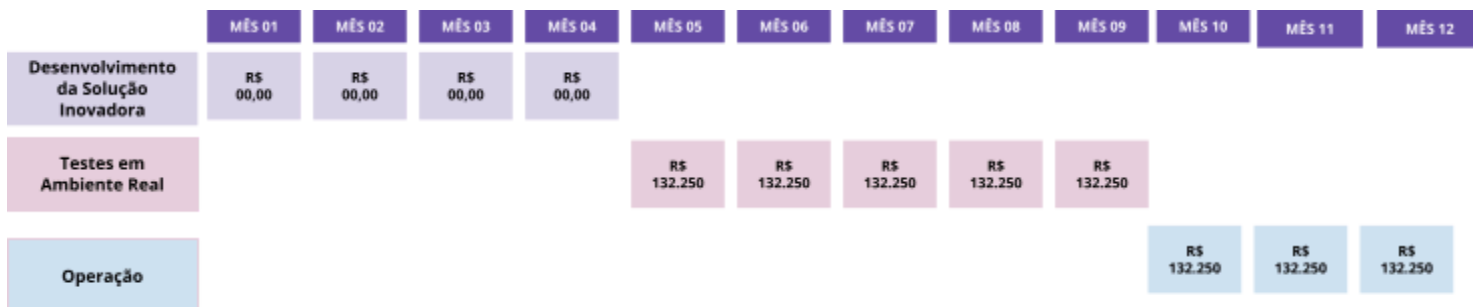 MÊS 01 MÊS 02 MÊS 03 MÊS 04 MÊS 05 MÊS 06 MÊS 07 MÊS 08 MÊS 09 MÊS 10 MÊS 11 MÊS 12
Desenvolvimento
da Solução
Inovadora
R$ R$ R$ R$
00,00 00,00 00,00 00,00
Testes em
Ambiente Real
R$ R$ R$ R$ R$
132.250 132.250 132.250 132.250 132.250
Operação
R$ R$ R$
132.250 132.250 132.250